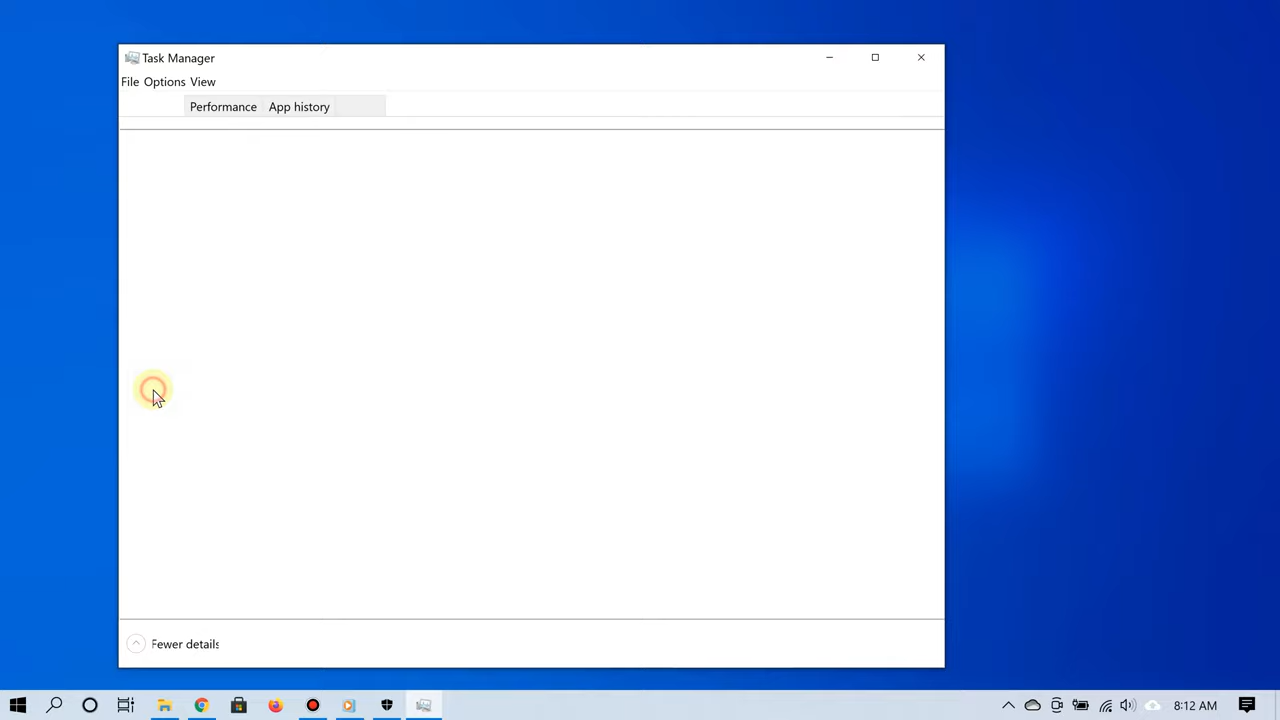 Task Manager
File Options View
Performance App history
Fewer details
8:12 AM